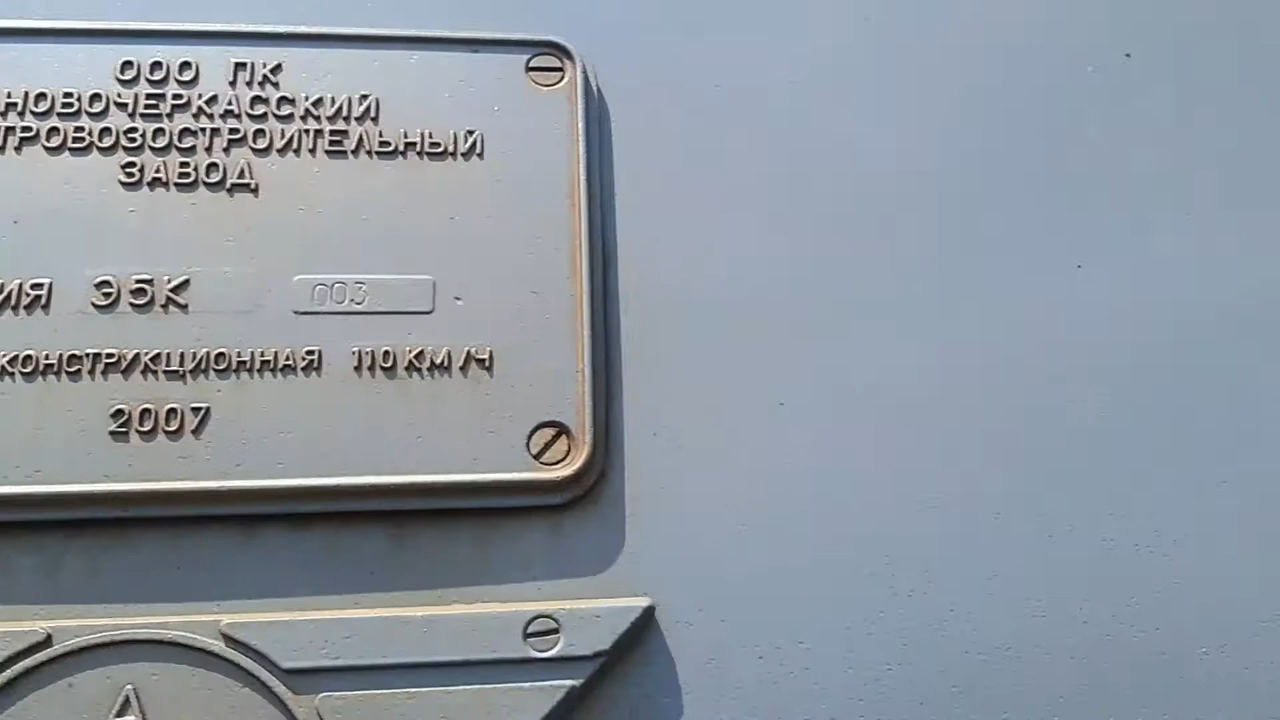 ООО ПК
НОВОЧЕРКАССКИЙ
ТРОВОЗОСТРОИТЕЛЬНЫЙ
ЗАВОД
ИЯ Э5К 003
КОНСТРУКЦИОННАЯ 110 КМ/Ч
2007